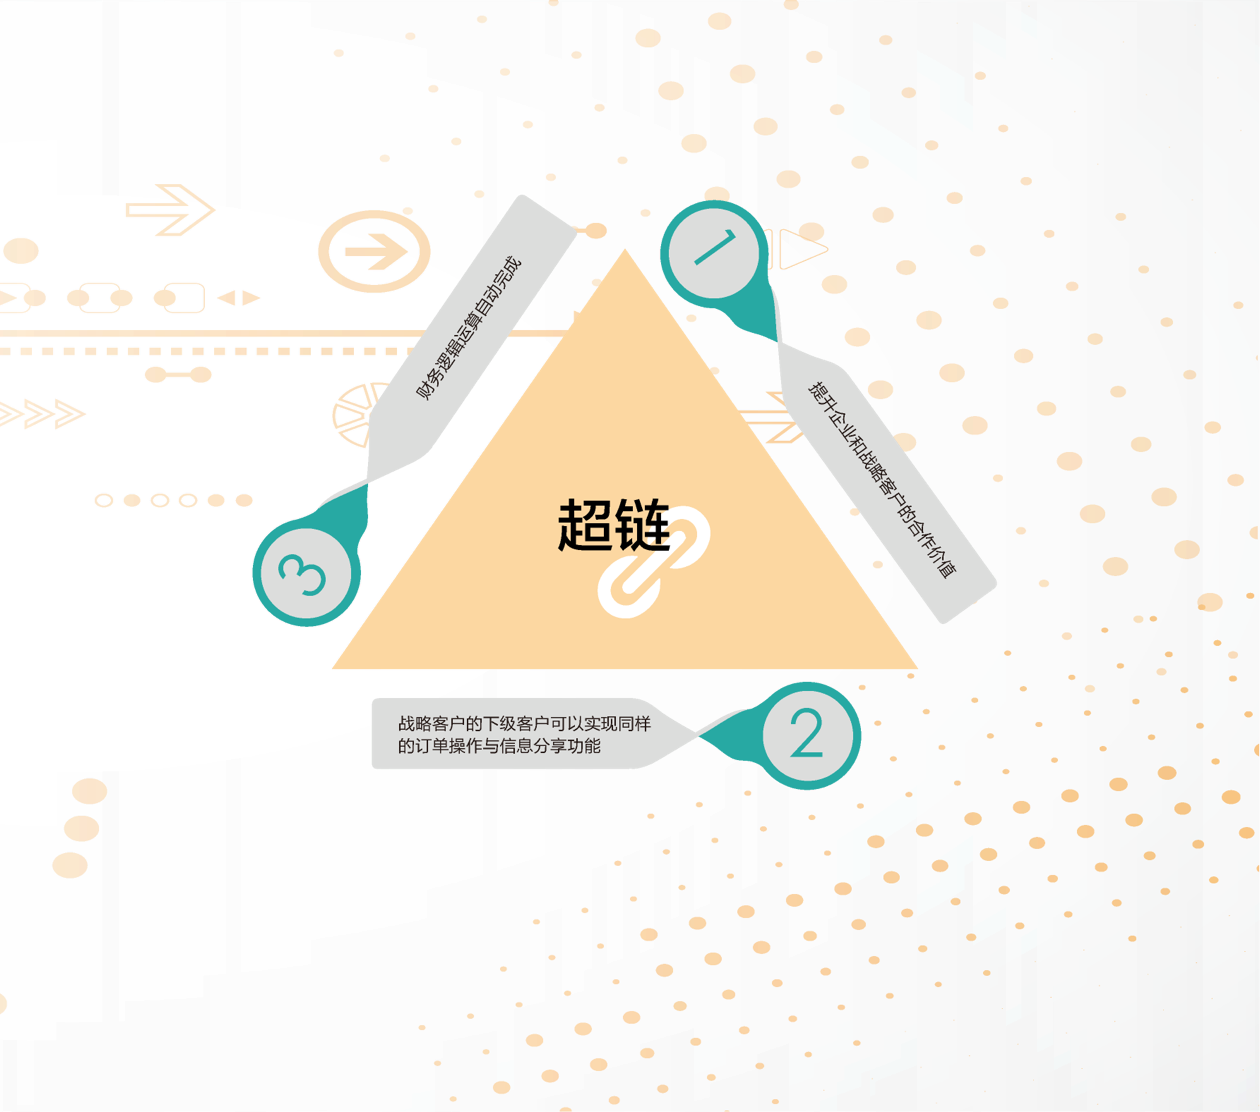 超链
1
提升企业和战略客户的合作价值
2
战略客户的下级客户可以实现同样
的订单操作与信息分享功能
3
财务逻辑运算自动完成